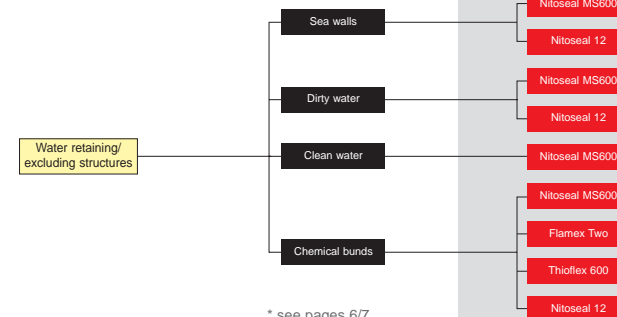 Water retaining/
excluding structures
Sea walls
Nitoseal MS600
Nitoseal 12
Dirty water
Nitoseal MS600
Nitoseal 12
Clean water
Nitoseal MS600
Chemical bunds
Nitoseal MS600
Flamex Two
Thioflex 600
Nitoseal 12
* see pages 6/7